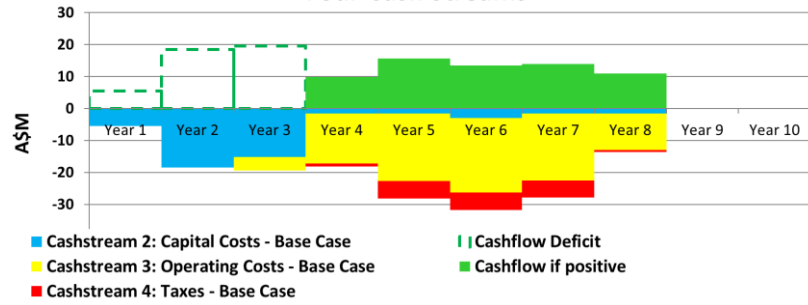 30
20
10
0
-10
-20
-30
A$M
Year 1 Year 2 Year 3 Year 4 Year 5 Year 6 Year 7 Year 8 Year 9 Year 10
Cashstream 2: Capital Costs - Base Case
Cashflow Deficit
Cashstream 3: Operating Costs - Base Case
Cashflow if positive
Cashstream 4: Taxes - Base Case